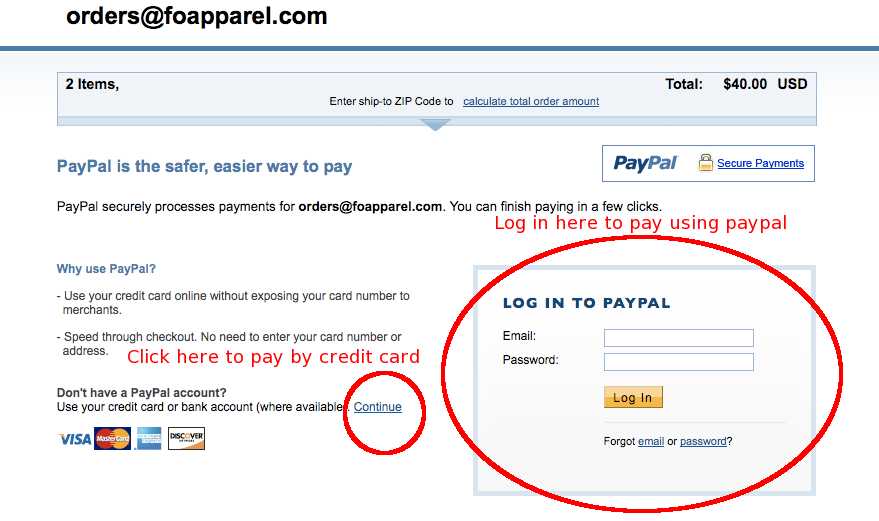 orders@foapparel.com
2 Items,
Total: $40.00 USD
Enter ship-to ZIP Code to calculate total order amount
PayPal is the safer, easier way to pay
PayPal Secure Payments
PayPal securely processes payments for orders@foapparel.com. You can finish paying in a few clicks.
Log in here to pay using paypal
Why use PayPal?
- Use your credit card online without exposing your card number to
merchants.
- Speed through checkout. No need to enter your card number or
address.
Click here to pay by credit card
Don't have a PayPal account?
Use your credit card or bank account (where available). Continue
VISA MasterCard DISCOVER
LOG IN TO PAYPAL
Email:
Password:
Log In
Forgot email or password?